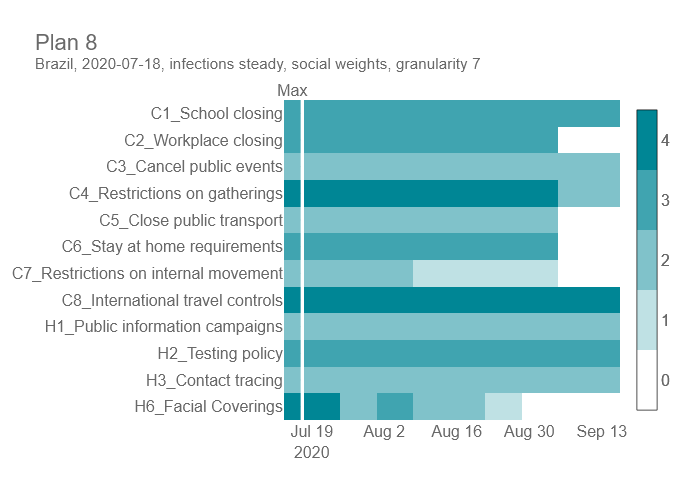 Plan 8
Brazil, 2020-07-18, infections steady, social weights, granularity 7
Max
C1_School closing
C2_Workplace closing
C3_Cancel public events
C4_Restrictions on gatherings
C5_Close public transport
C6_Stay at home requirements
C7_Restrictions on internal movement
C8_International travel controls
H1_Public information campaigns
H2_Testing policy
H3_Contact tracing
H6_Facial Coverings
Jul 19 Aug 2 Aug 16 Aug 30 Sep 13
2020
4
3
2
1
0